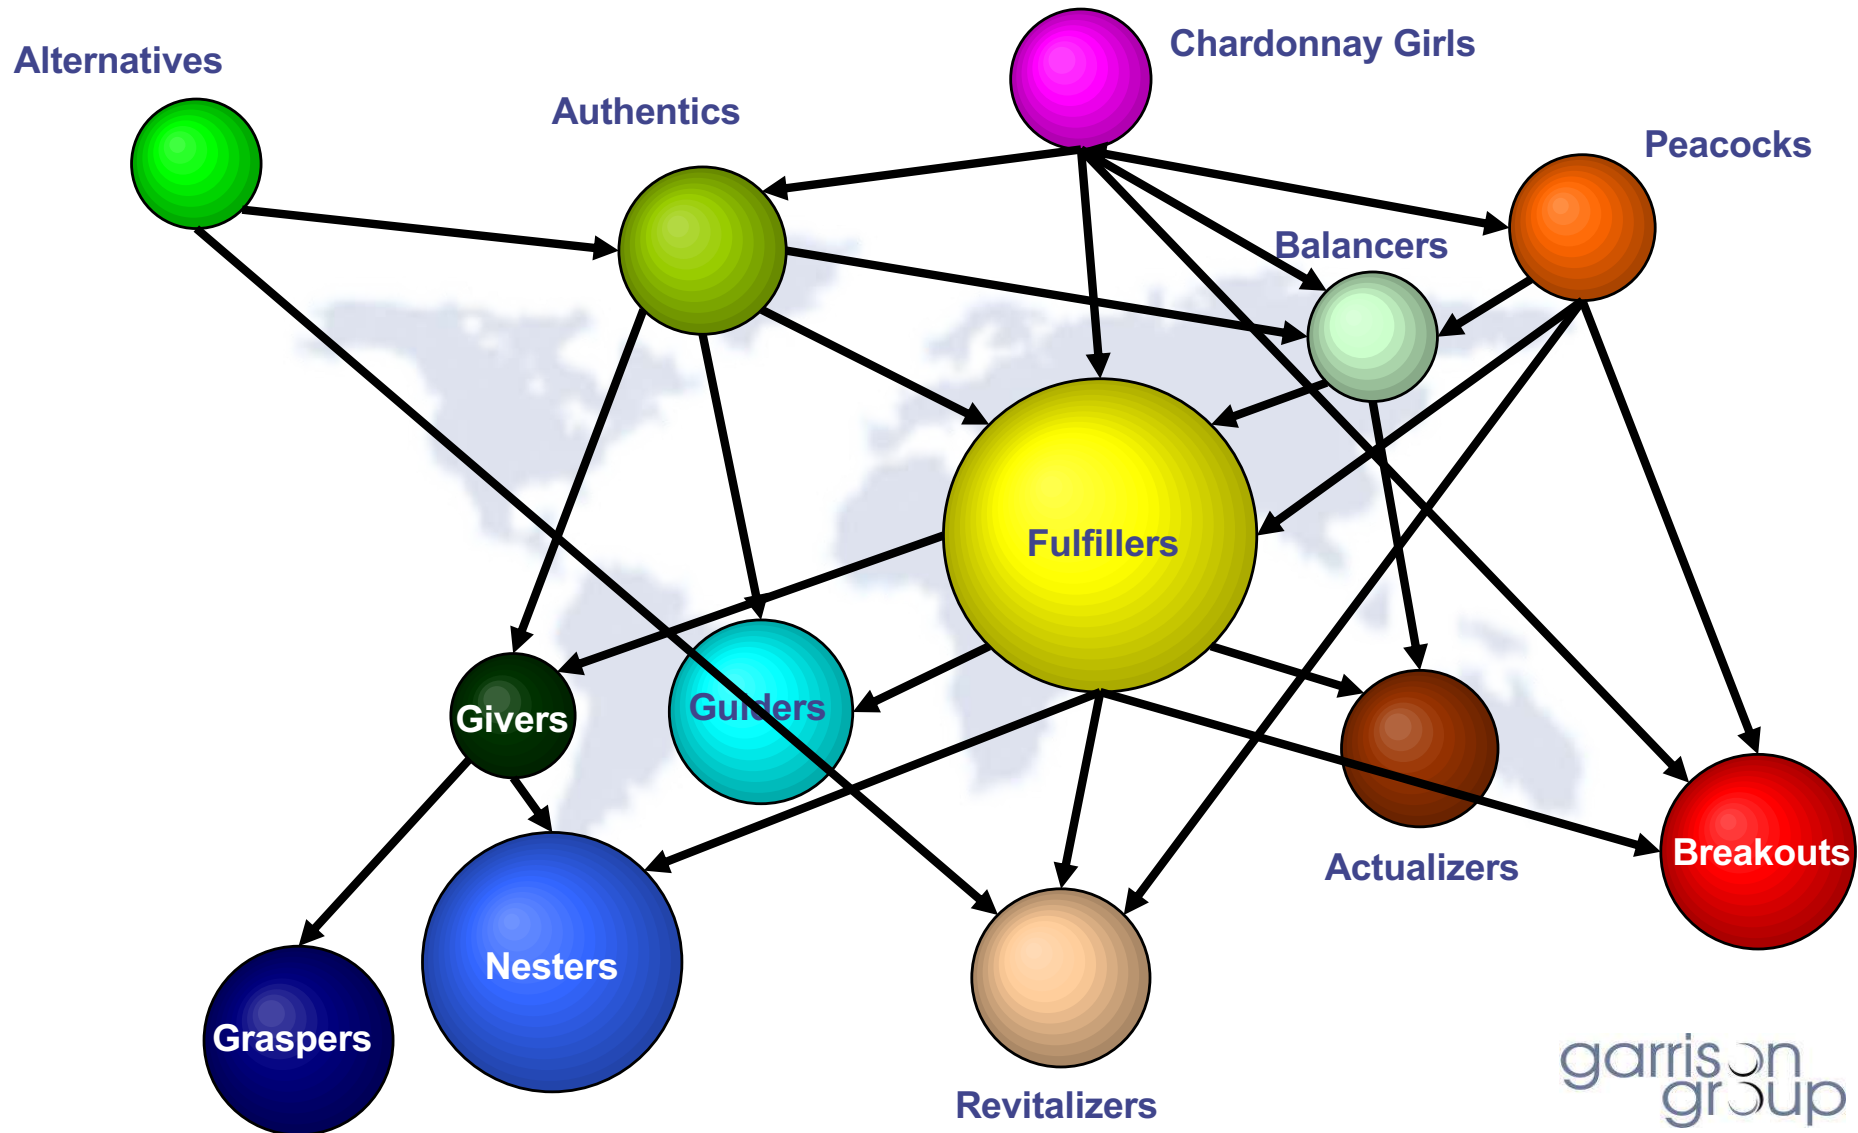 Alternatives
Chardonnay Girls
Authentics
Peacocks
Balancers
Fulfillers
Givers
Guiders
Actualizers
Breakouts
Nesters
Graspers
Revitalizers
garrison
group